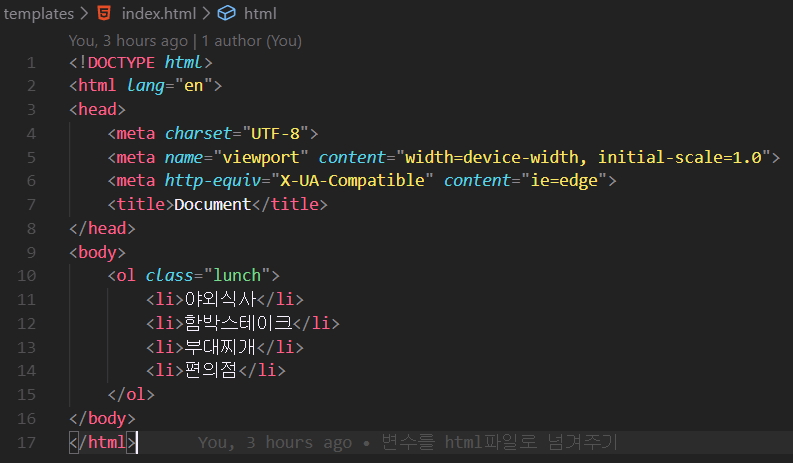 templates > index.html > html
You, 3 hours ago | 1 author (You)
1 <!DOCTYPE html>
2 <html lang="en">
3 <head>
4     <meta charset="UTF-8">
5     <meta name="viewport" content="width=device-width, initial-scale=1.0">
6     <meta http-equiv="X-UA-Compatible" content="ie=edge">
7     <title>Document</title>
8 </head>
9 <body>
10     <ol class="lunch">
11         <li>야외식사</li>
12         <li>함박스테이크</li>
13         <li>부대찌개</li>
14         <li>편의점</li>
15     </ol>
16 </body>
17 </html> You, 3 hours ago • 변수를 html파일로 넘겨주기